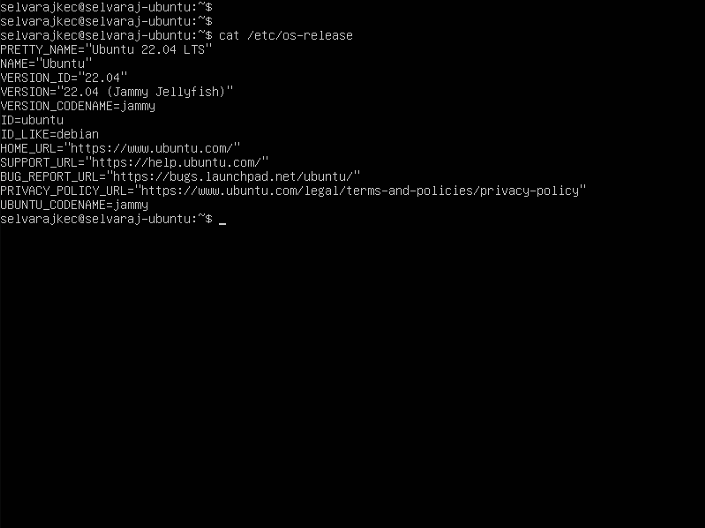 selvarajkec@selvaraj-ubuntu:~$
selvarajkec@selvaraj-ubuntu:~$
selvarajkec@selvaraj-ubuntu:~$ cat /etc/os-release
PRETTY_NAME="Ubuntu 22.04 LTS"
NAME="Ubuntu"
VERSION_ID="22.04"
VERSION="22.04 (Jammy Jellyfish)"
VERSION_CODENAME=jammy
ID=ubuntu
ID_LIKE=debian
HOME_URL="https://www.ubuntu.com/"
SUPPORT_URL="https://help.ubuntu.com/"
BUG_REPORT_URL="https://bugs.launchpad.net/ubuntu/"
PRIVACY_POLICY_URL="https://www.ubuntu.com/legal/terms-and-policies/privacy-policy"
UBUNTU_CODENAME=jammy
selvarajkec@selvaraj-ubuntu:~$ _